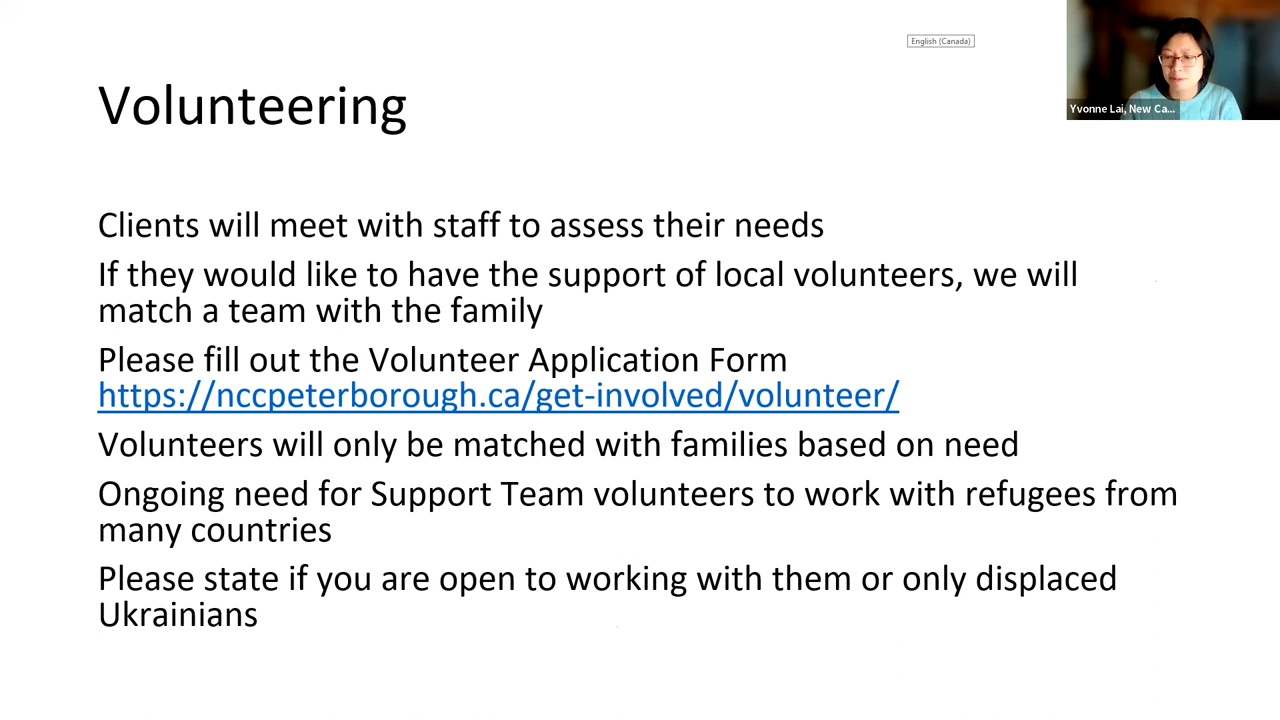 English (Canada)
Yvonne Lai, New Ca...
Volunteering
Clients will meet with staff to assess their needs
If they would like to have the support of local volunteers, we will
match a team with the family
Please fill out the Volunteer Application Form
https://nccpeterborough.ca/get-involved/volunteer/
Volunteers will only be matched with families based on need
Ongoing need for Support Team volunteers to work with refugees from
many countries
Please state if you are open to working with them or only displaced
Ukrainians